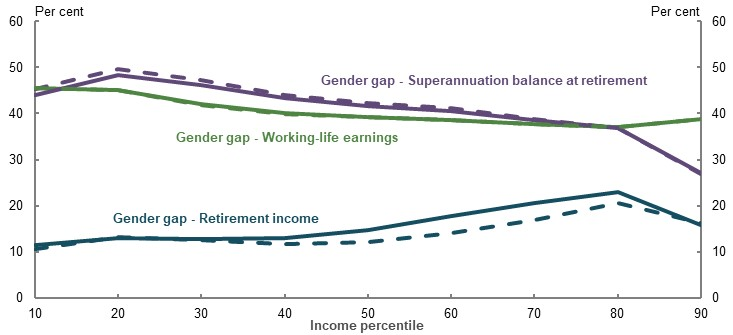 Per cent Per cent
60 60
50 50
Gender gap - Superannuation balance at retirement
40 40
Gender gap - Working-life earnings
30 30
20 20
Gender gap - Retirement income
10 10
0 0
10 20 30 40 50 60 70 80 90
Income percentile